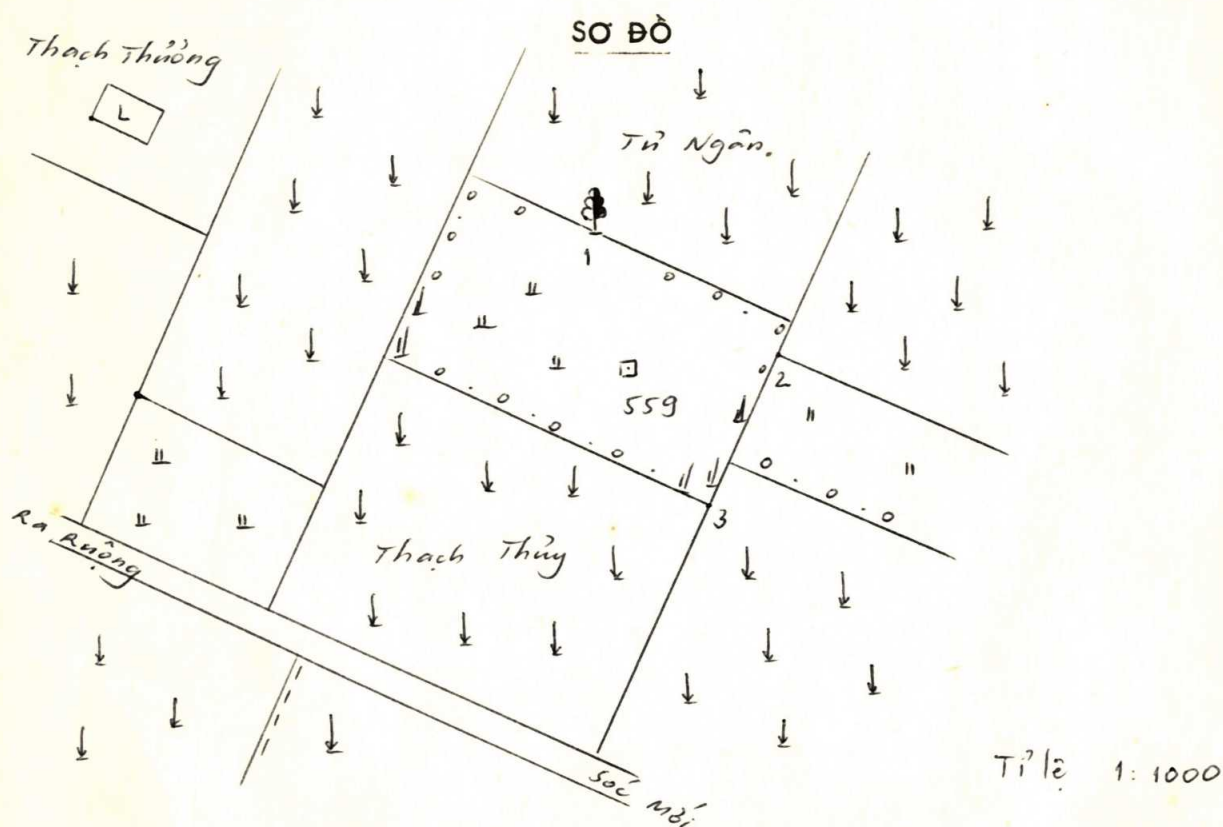 SƠ ĐỒ
Thạch Thưởng
L
Tư Ngân.
1
2
559
3
Thạch Thủy
Ra Ruộng
Sóc Mới
Tỉ lệ 1:1000